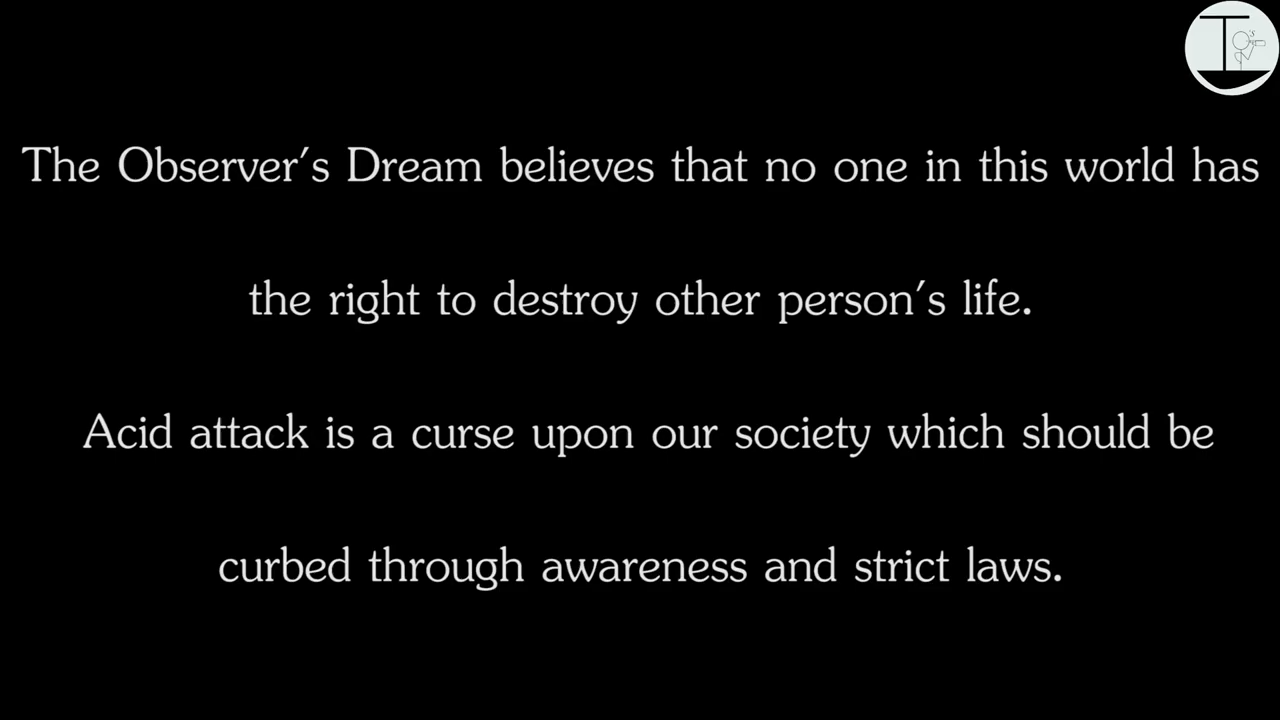 The Observer's Dream believes that no one in this world has
the right to destroy other person's life.
Acid attack is a curse upon our society which should be
curbed through awareness and strict laws.